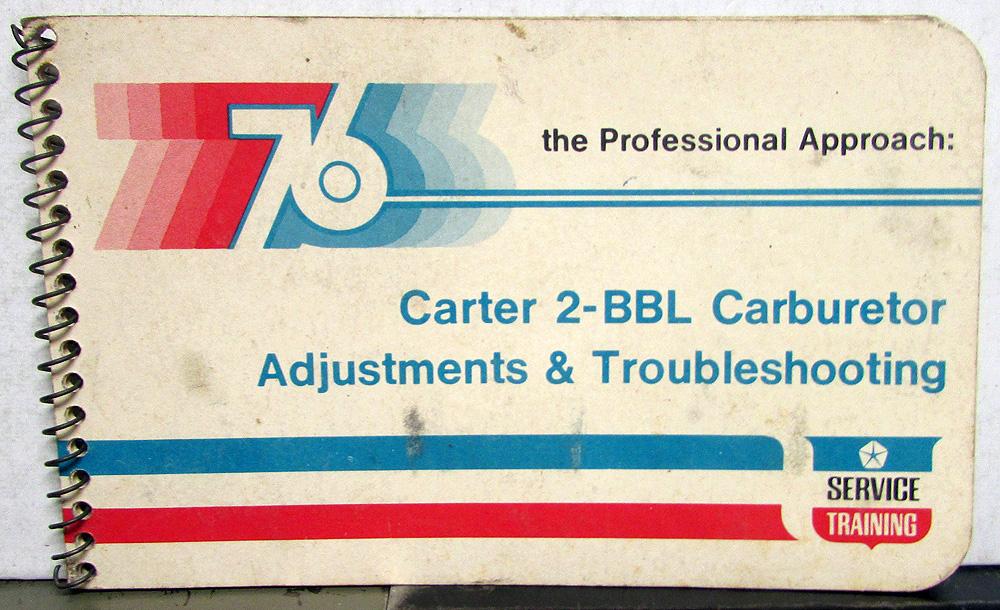 76
the Professional Approach:
Carter 2-BBL Carburetor
Adjustments & Troubleshooting
SERVICE
TRAINING